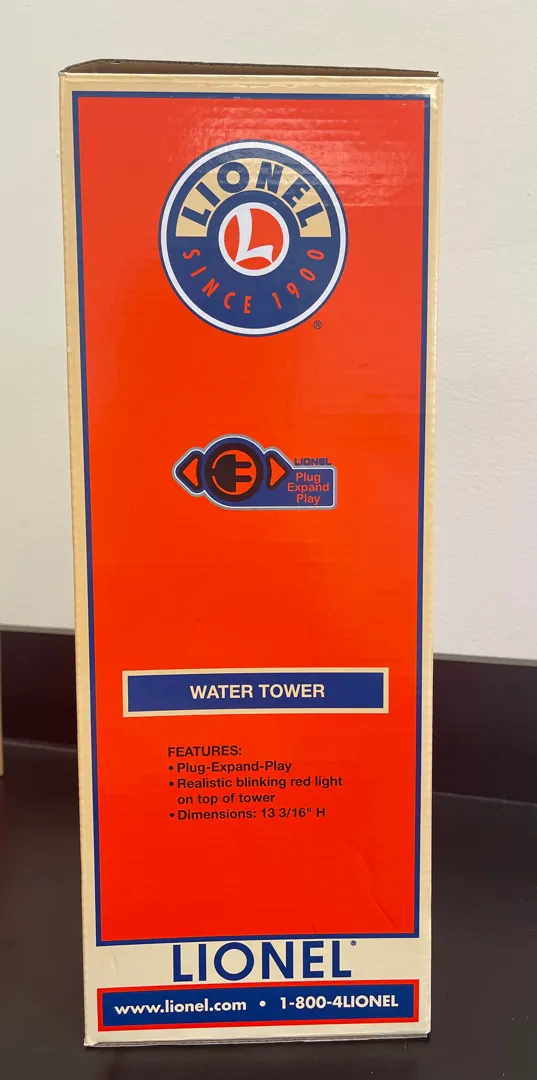 LIONEL
L
SINCE 1900
®
LIONEL
Plug
Expand
Play
WATER TOWER
FEATURES:
• Plug-Expand-Play
• Realistic blinking red light
on top of tower
• Dimensions: 13 3/16" H
LIONEL®
www.lionel.com • 1-800-4LIONEL